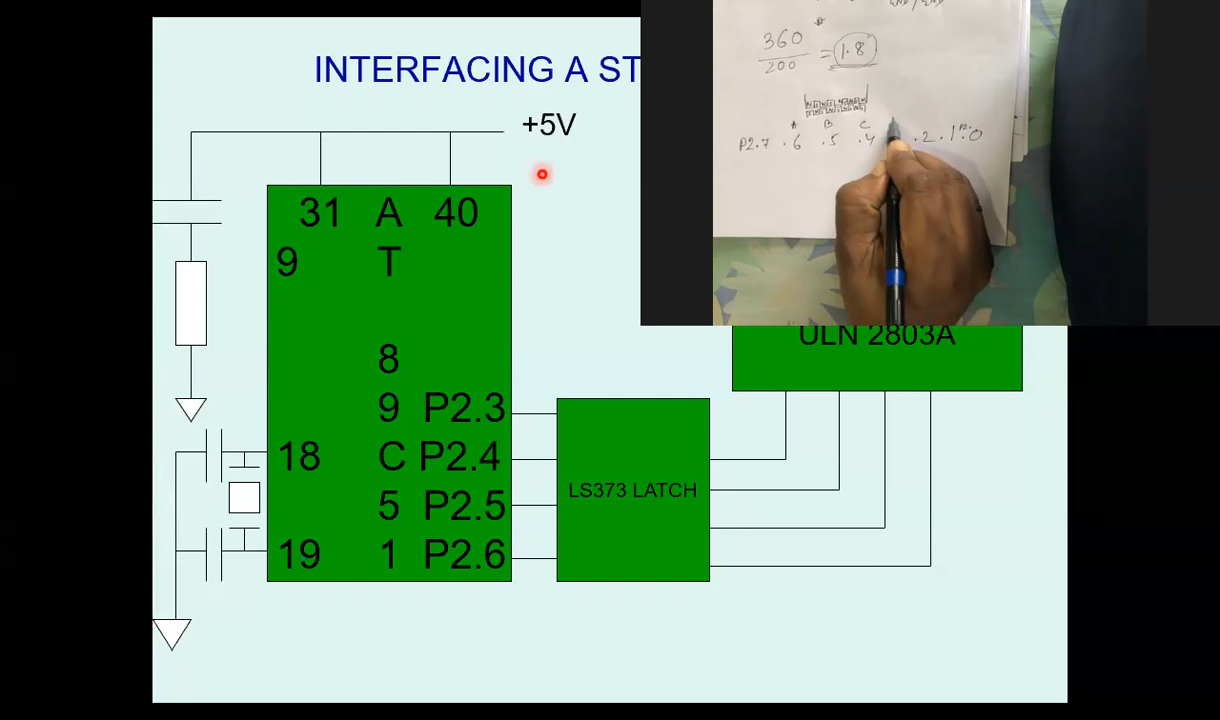 INTERFACING A ST
+5V
31 A 40
9 T
8
9 P2.3
18 C P2.4
5 P2.5
19 1 P2.6
LS373 LATCH
ULN 2803A
360
200
= 1.8
A B C
P2.7 .6 .5 .4 .2 .1 P2.0